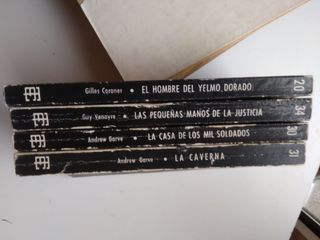 Gilles Coroner • EL HOMBRE DEL YELMO DORADO 20
Guy Venayre • LAS PEQUEÑAS MANOS DE LA JUSTICIA 34
Andrew Garve • LA CASA DE LOS MIL SOLDADOS 30
Andrew Garve • LA CAVERNA 31